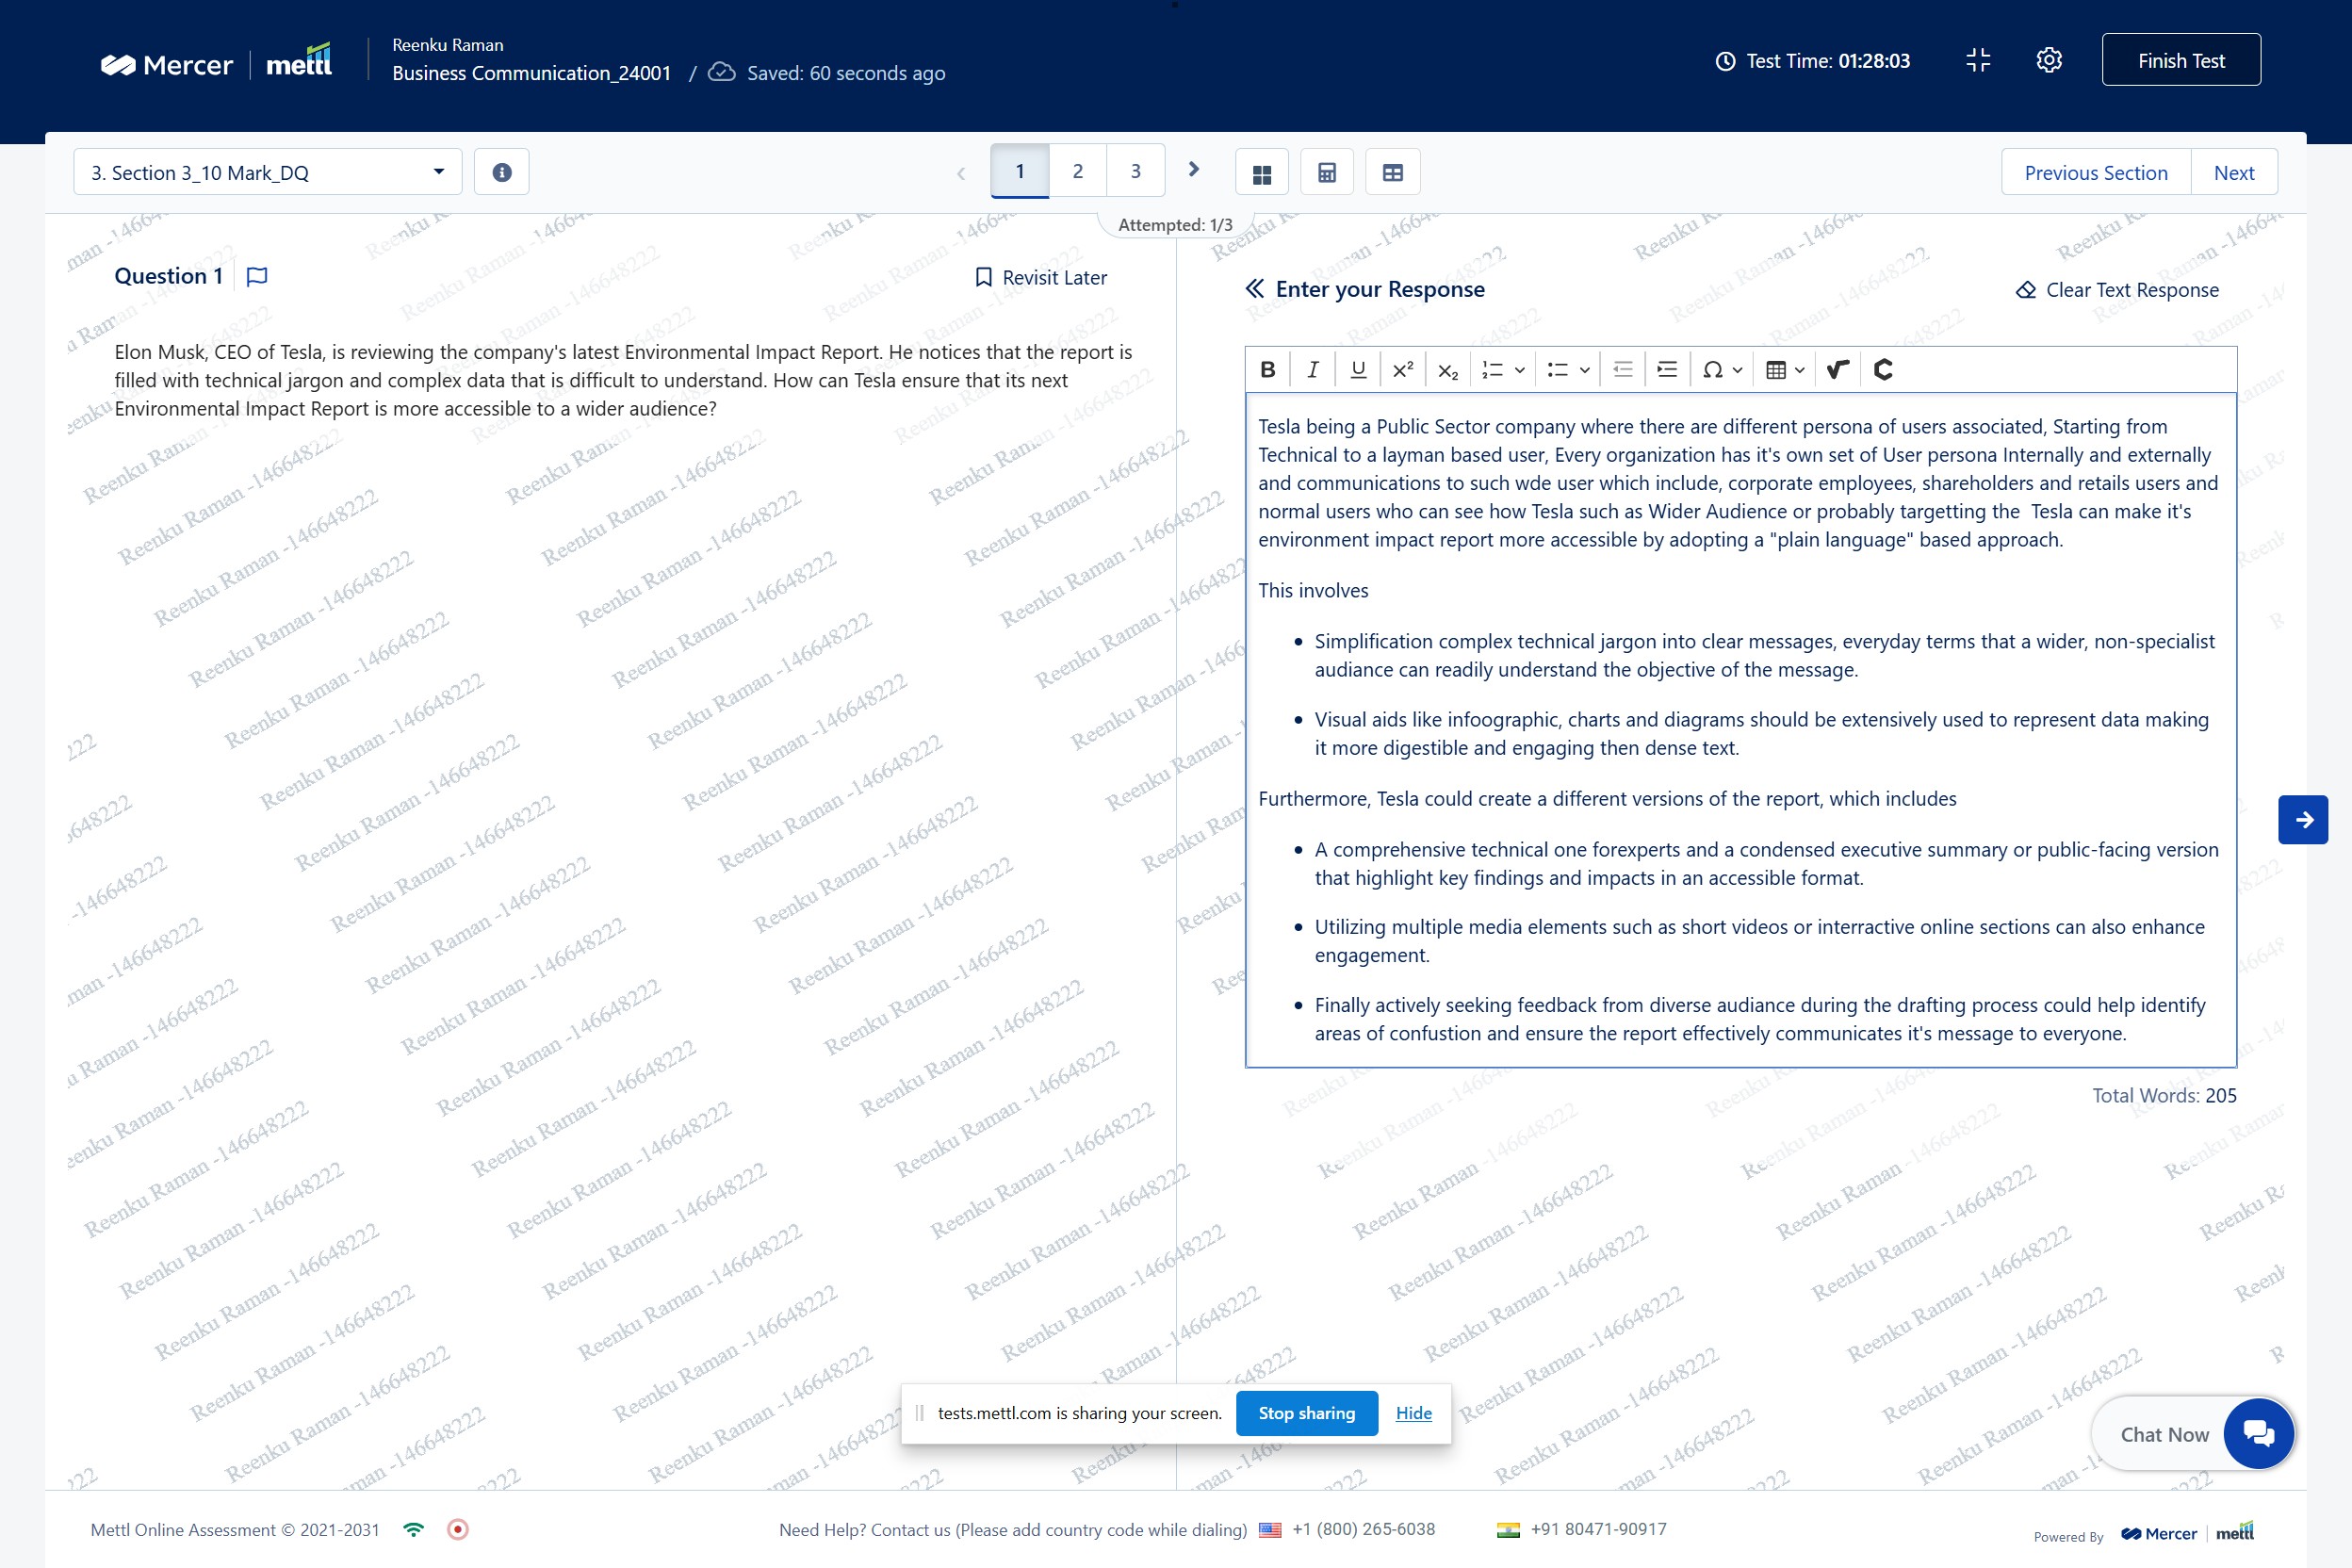 Mercer | mettl
Reenku Raman
Business Communication_24001 / Saved: 60 seconds ago
Test Time: 01:28:03
Finish Test
3. Section 3_10 Mark_DQ
1 2 3
Attempted: 1/3
Previous Section
Next
Question 1
Revisit Later
Elon Musk, CEO of Tesla, is reviewing the company's latest Environmental Impact Report. He notices that the report is
filled with technical jargon and complex data that is difficult to understand. How can Tesla ensure that its next
Environmental Impact Report is more accessible to a wider audience?
Enter your Response
Clear Text Response
Tesla being a Public Sector company where there are different persona of users associated, Starting from
Technical to a layman based user, Every organization has it's own set of User persona Internally and externally
and communications to such wde user which include, corporate employees, shareholders and retails users and
normal users who can see how Tesla such as Wider Audience or probably targetting the  Tesla can make it's
environment impact report more accessible by adopting a "plain language" based approach.
This involves
• Simplification complex technical jargon into clear messages, everyday terms that a wider, non-specialist
audiance can readily understand the objective of the message.
• Visual aids like infoographic, charts and diagrams should be extensively used to represent data making
it more digestible and engaging then dense text.
Furthermore, Tesla could create a different versions of the report, which includes
• A comprehensive technical one forexperts and a condensed executive summary or public-facing version
that highlight key findings and impacts in an accessible format.
• Utilizing multiple media elements such as short videos or interractive online sections can also enhance
engagement.
• Finally actively seeking feedback from diverse audiance during the drafting process could help identify
areas of confustion and ensure the report effectively communicates it's message to everyone.
Total Words: 205
Reenku Raman -146648222
tests.mettl.com is sharing your screen.
Stop sharing
Hide
Chat Now
Mettl Online Assessment © 2021-2031
Need Help? Contact us (Please add country code while dialing) +1 (800) 265-6038 +91 80471-90917
Powered By Mercer | mettl